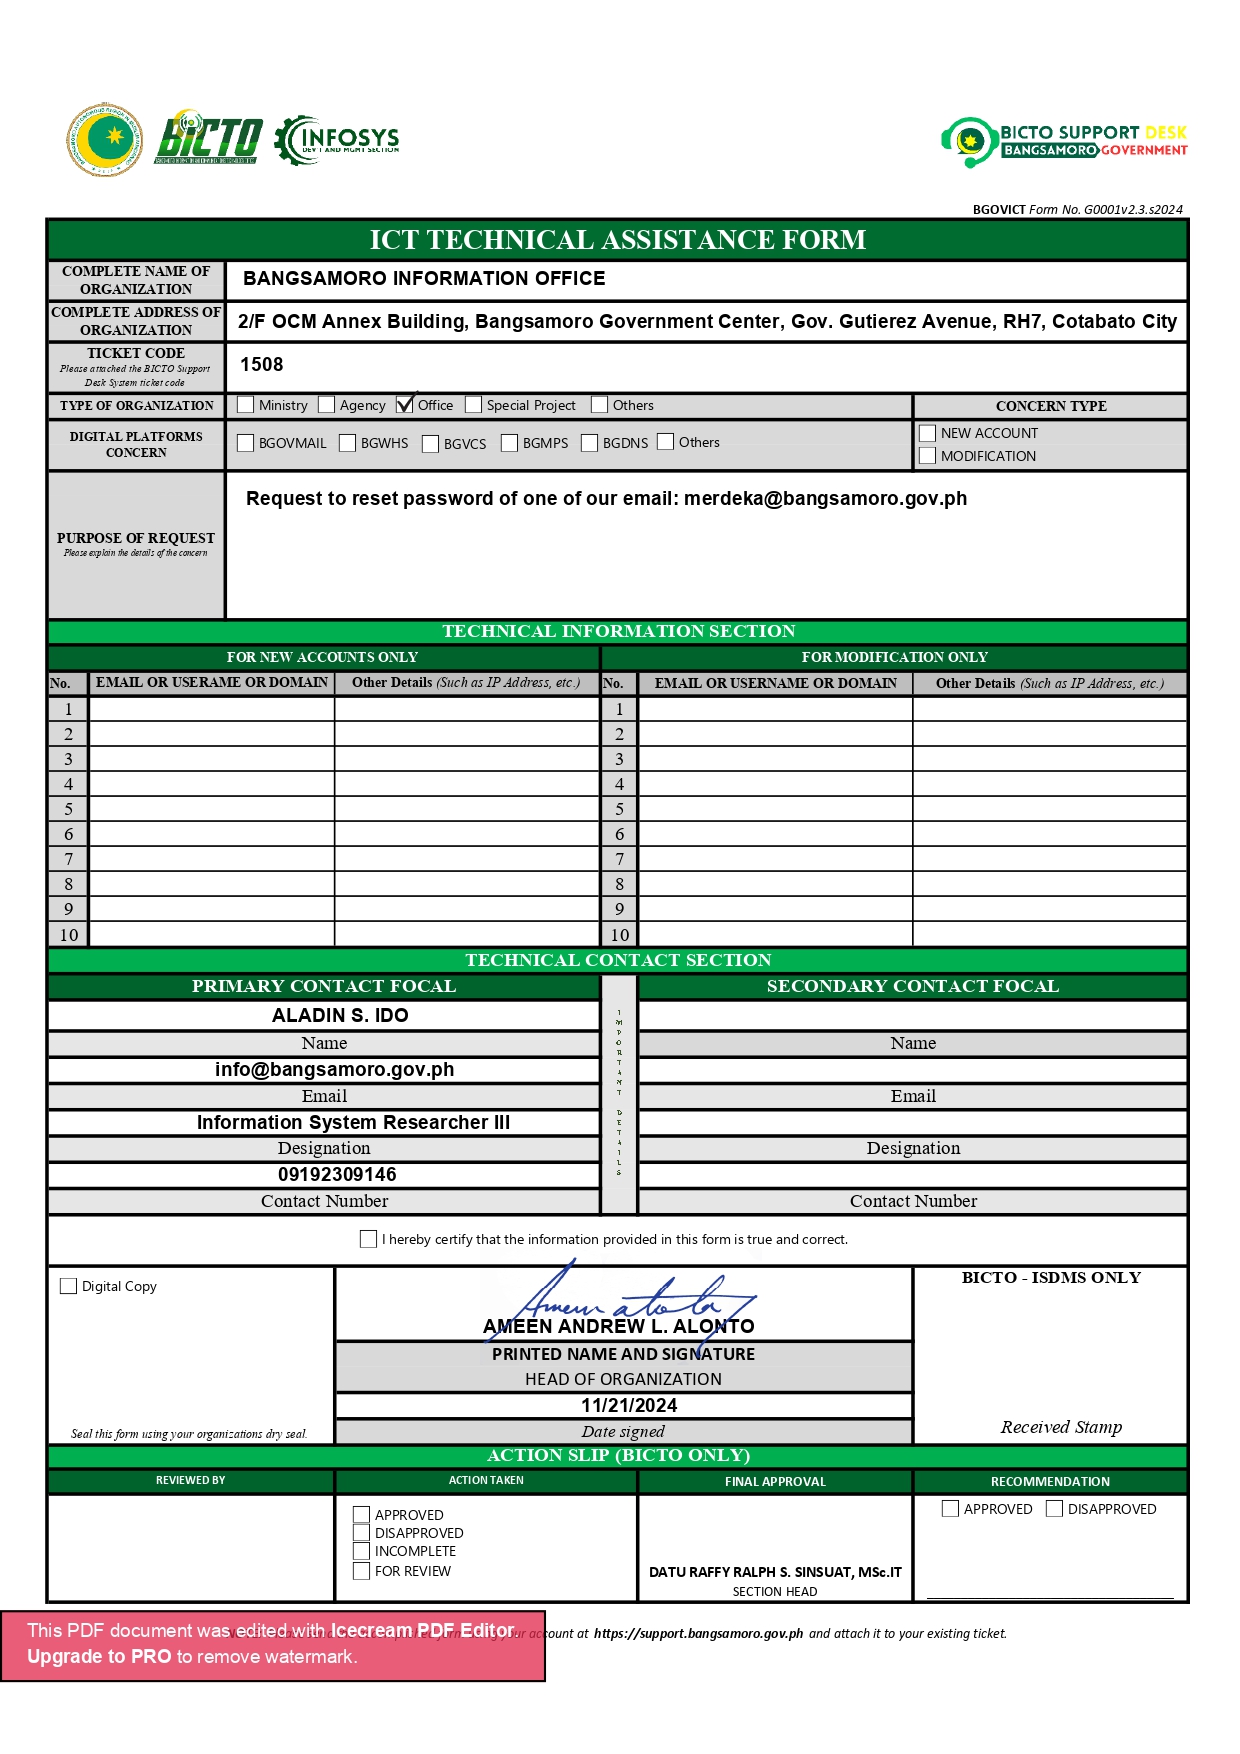 BICTO
INFOSYS
DEV'T AND MGMT SECTION
BICTO SUPPORT DESK
BANGSAMORO GOVERNMENT
BGOVICT Form No. G0001v2.3.s2024
ICT TECHNICAL ASSISTANCE FORM
COMPLETE NAME OF ORGANIZATION
BANGSAMORO INFORMATION OFFICE
COMPLETE ADDRESS OF ORGANIZATION
2/F OCM Annex Building, Bangsamoro Government Center, Gov. Gutierez Avenue, RH7, Cotabato City
TICKET CODE
Please attached the BICTO Support
Desk System ticket code
1508
TYPE OF ORGANIZATION
Ministry Agency Office Special Project Others
CONCERN TYPE
DIGITAL PLATFORMS CONCERN
BGOVMAIL BGWHS BGVCS BGMPS BGDNS Others
NEW ACCOUNT
MODIFICATION
PURPOSE OF REQUEST
Please explain the details of the concern
Request to reset password of one of our email: merdeka@bangsamoro.gov.ph
TECHNICAL INFORMATION SECTION
FOR NEW ACCOUNTS ONLY FOR MODIFICATION ONLY
No. EMAIL OR USERAME OR DOMAIN Other Details (Such as IP Address, etc.) No. EMAIL OR USERNAME OR DOMAIN Other Details (Such as IP Address, etc.)
1 1
2 2
3 3
4 4
5 5
6 6
7 7
8 8
9 9
10 10
TECHNICAL CONTACT SECTION
PRIMARY CONTACT FOCAL
SECONDARY CONTACT FOCAL
IMPORTANT DETAILS
ALADIN S. IDO
Name Name
info@bangsamoro.gov.ph
Email Email
Information System Researcher III
Designation Designation
09192309146
Contact Number Contact Number
I hereby certify that the information provided in this form is true and correct.
Digital Copy
Seal this form using your organizations dry seal.
AMEEN ANDREW L. ALONTO
PRINTED NAME AND SIGNATURE
HEAD OF ORGANIZATION
11/21/2024
Date signed
BICTO - ISDMS ONLY
Received Stamp
ACTION SLIP (BICTO ONLY)
REVIEWED BY ACTION TAKEN FINAL APPROVAL RECOMMENDATION
APPROVED
DISAPPROVED
INCOMPLETE
FOR REVIEW
DATU RAFFY RALPH S. SINSUAT, MSc.IT
SECTION HEAD
APPROVED DISAPPROVED
This PDF document was edited with Icecream PDF Editor.
Upgrade to PRO to remove watermark.
account at https://support.bangsamoro.gov.ph and attach it to your existing ticket.